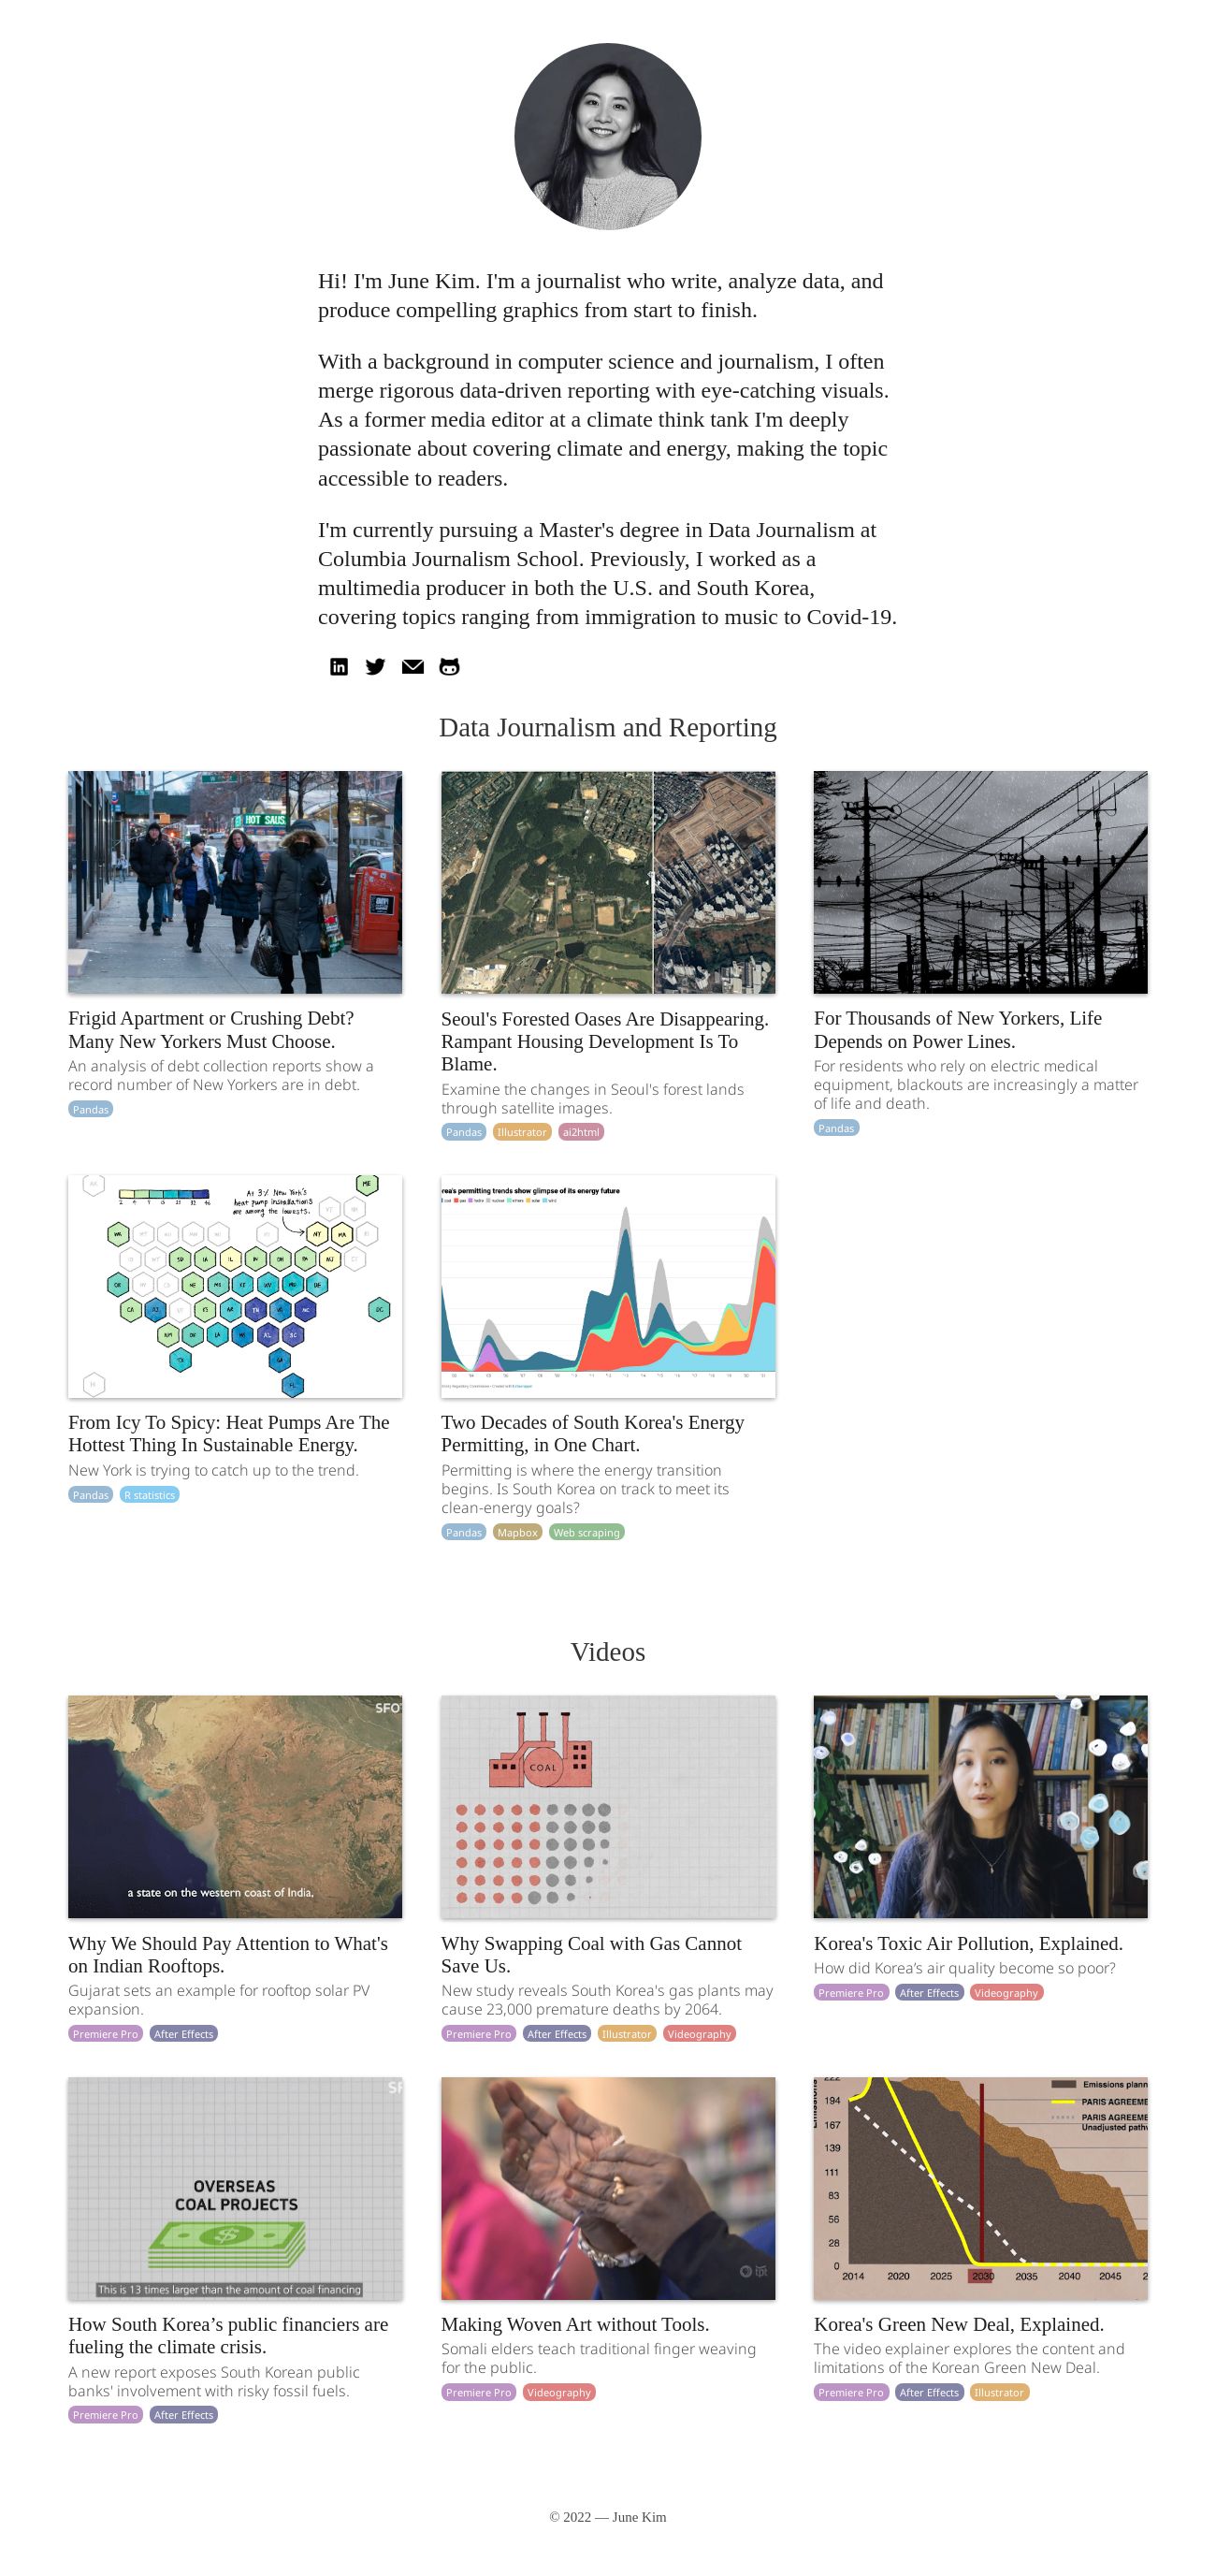 Hi! I'm June Kim. I'm a journalist who write, analyze data, and
produce compelling graphics from start to finish.
With a background in computer science and journalism, I often
merge rigorous data-driven reporting with eye-catching visuals.
As a former media editor at a climate think tank I'm deeply
passionate about covering climate and energy, making the topic
accessible to readers.
I'm currently pursuing a Master's degree in Data Journalism at
Columbia Journalism School. Previously, I worked as a
multimedia producer in both the U.S. and South Korea,
covering topics ranging from immigration to music to Covid-19.
Data Journalism and Reporting
HOT SAUS
Frigid Apartment or Crushing Debt?
Many New Yorkers Must Choose.
An analysis of debt collection reports show a
record number of New Yorkers are in debt.
Pandas
Seoul's Forested Oases Are Disappearing.
Rampant Housing Development Is To
Blame.
Examine the changes in Seoul's forest lands
through satellite images.
Pandas Illustrator ai2html
For Thousands of New Yorkers, Life
Depends on Power Lines.
For residents who rely on electric medical
equipment, blackouts are increasingly a matter
of life and death.
Pandas
At 3% New York's
heat pump installations
are among the lowests.
ME
NY MA
From Icy To Spicy: Heat Pumps Are The
Hottest Thing In Sustainable Energy.
New York is trying to catch up to the trend.
Pandas R statistics
rea's permitting trends show glimpse of its energy future
Two Decades of South Korea's Energy
Permitting, in One Chart.
Permitting is where the energy transition
begins. Is South Korea on track to meet its
clean-energy goals?
Pandas Mapbox Web scraping
Videos
a state on the western coast of India,
Why We Should Pay Attention to What's
on Indian Rooftops.
Gujarat sets an example for rooftop solar PV
expansion.
Premiere Pro After Effects
COAL
Why Swapping Coal with Gas Cannot
Save Us.
New study reveals South Korea's gas plants may
cause 23,000 premature deaths by 2064.
Premiere Pro After Effects Illustrator Videography
Korea's Toxic Air Pollution, Explained.
How did Korea’s air quality become so poor?
Premiere Pro After Effects Videography
OVERSEAS
COAL PROJECTS
This is 13 times larger than the amount of coal financing
How South Korea’s public financiers are
fueling the climate crisis.
A new report exposes South Korean public
banks' involvement with risky fossil fuels.
Premiere Pro After Effects
Making Woven Art without Tools.
Somali elders teach traditional finger weaving
for the public.
Premiere Pro Videography
Emissions plann
PARIS AGREEME
PARIS AGREEME
Unadjusted pathv
222
194
167
139
111
83
56
28
0
2014 2020 2025 2030 2035 2040 2045 2
Korea's Green New Deal, Explained.
The video explainer explores the content and
limitations of the Korean Green New Deal.
Premiere Pro After Effects Illustrator
© 2022 — June Kim